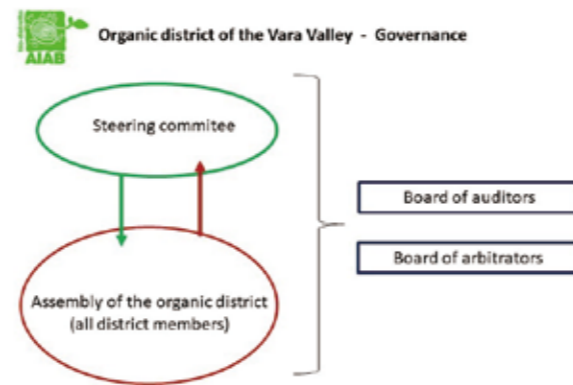 AIAB
Organic district of the Vara Valley - Governance
Steering commitee
Assembly of the organic district
(all district members)
Board of auditors
Board of arbitrators